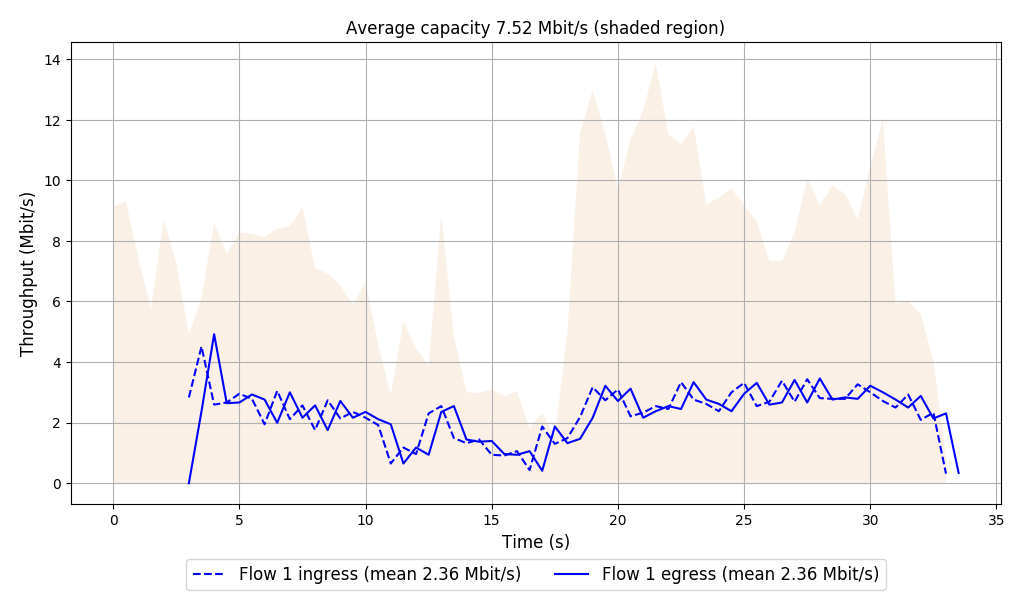 Average capacity 7.52 Mbit/s (shaded region)
Throughput (Mbit/s)
14
12
10
8
6
4
2
0
0 5 10 15 20 25 30 35
Time (s)
Flow 1 ingress (mean 2.36 Mbit/s) Flow 1 egress (mean 2.36 Mbit/s)